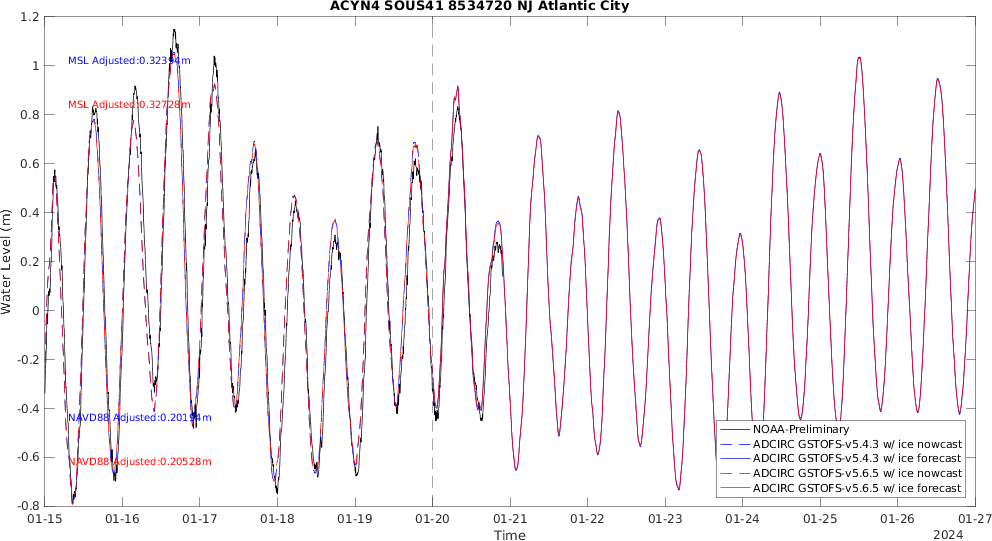 ACYN4 SOUS41 8534720 NJ Atlantic City
1.2
1
0.8
0.6
0.4
0.2
0
-0.2
-0.4
-0.6
-0.8
Water Level (m)
MSL Adjusted:0.32394m
MSL Adjusted:0.32728m
NAVD88 Adjusted:0.20194m
NAVD88 Adjusted:0.20528m
NOAA-Preliminary
ADCIRC GSTOFS-v5.4.3 w/ ice nowcast
ADCIRC GSTOFS-v5.4.3 w/ ice forecast
ADCIRC GSTOFS-v5.6.5 w/ ice nowcast
ADCIRC GSTOFS-v5.6.5 w/ ice forecast
01-15 01-16 01-17 01-18 01-19 01-20 01-21 01-22 01-23 01-24 01-25 01-26 01-27
Time
2024